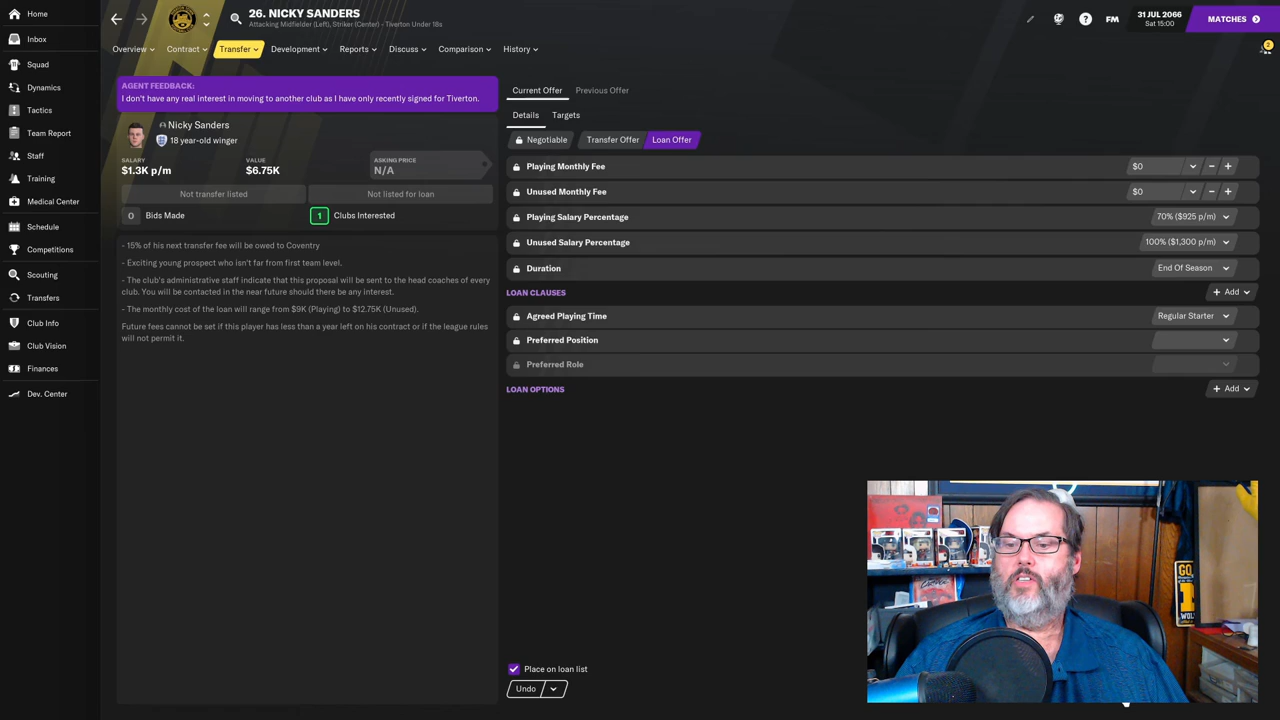 Home
26. NICKY SANDERS
Attacking Midfielder (Left), Striker (Center) - Tiverton Under 18s
FM
31 JUL 2066
Sat 15:00
MATCHES
Inbox
Squad
Dynamics
Tactics
Team Report
Staff
Training
Medical Center
Schedule
Competitions
Scouting
Transfers
Club Info
Club Vision
Finances
Dev. Center
Overview
Contract
Transfer
Development
Reports
Discuss
Comparison
History
2
AGENT FEEDBACK:
I don't have any real interest in moving to another club as I have only recently signed for Tiverton.
Nicky Sanders
18 year-old winger
SALARY
$1.3K p/m
VALUE
$6.75K
ASKING PRICE
N/A
Not transfer listed
Not listed for loan
0 Bids Made
1 Clubs Interested
- 15% of his next transfer fee will be owed to Coventry
- Exciting young prospect who isn't far from first team level.
- The club's administrative staff indicate that this proposal will be sent to the head coaches of every
club. You will be contacted in the near future should there be any interest.
- The monthly cost of the loan will range from $9K (Playing) to $12.75K (Unused).
Future fees cannot be set if this player has less than a year left on his contract or if the league rules
will not permit it.
Current Offer
Previous Offer
Details
Targets
Negotiable
Transfer Offer
Loan Offer
Playing Monthly Fee
$0
Unused Monthly Fee
$0
Playing Salary Percentage
70% ($925 p/m)
Unused Salary Percentage
100% ($1,300 p/m)
Duration
End Of Season
LOAN CLAUSES
+ Add
Agreed Playing Time
Regular Starter
Preferred Position
Preferred Role
LOAN OPTIONS
+ Add
Place on loan list
Undo